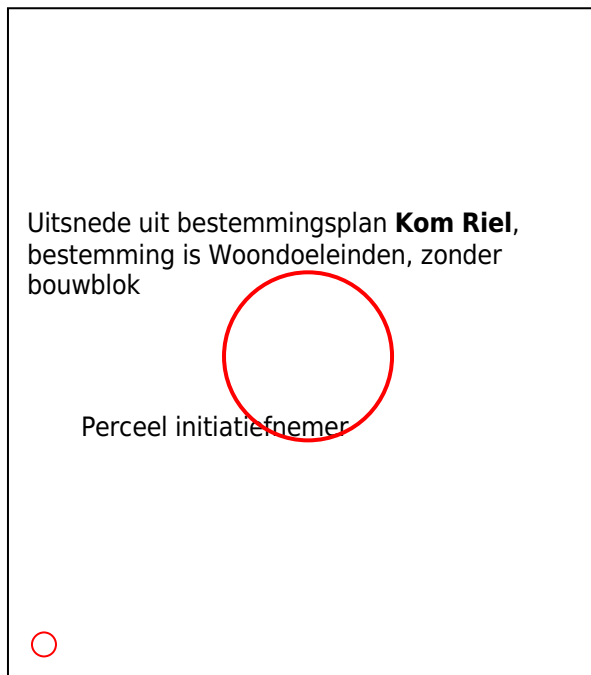 Uitsnede uit bestemmingsplan Kom Riel,
bestemming is Woondoeleinden, zonder
bouwblok
Perceel initiatiefnemer